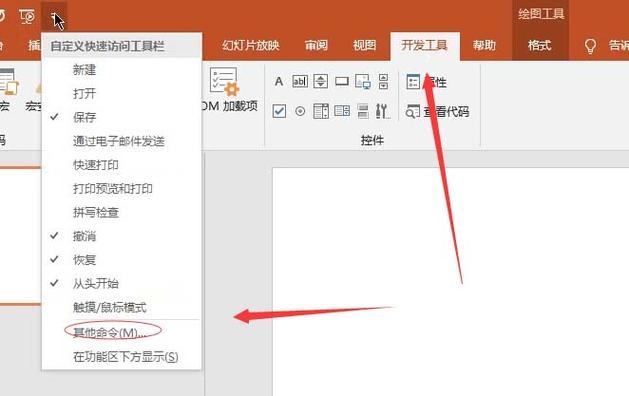 绘图工具
插
幻灯片放映 审阅 视图 开发工具 帮助 格式 告诉
自定义快速访问工具栏
新建
打开
保存
通过电子邮件发送
快速打印
打印预览和打印
拼写检查
撤消
恢复
从头开始
触摸/鼠标模式
其他命令(M)...
在功能区下方显示(S)
宏
OM 加载项
A ab
属性
查看代码
控件
码